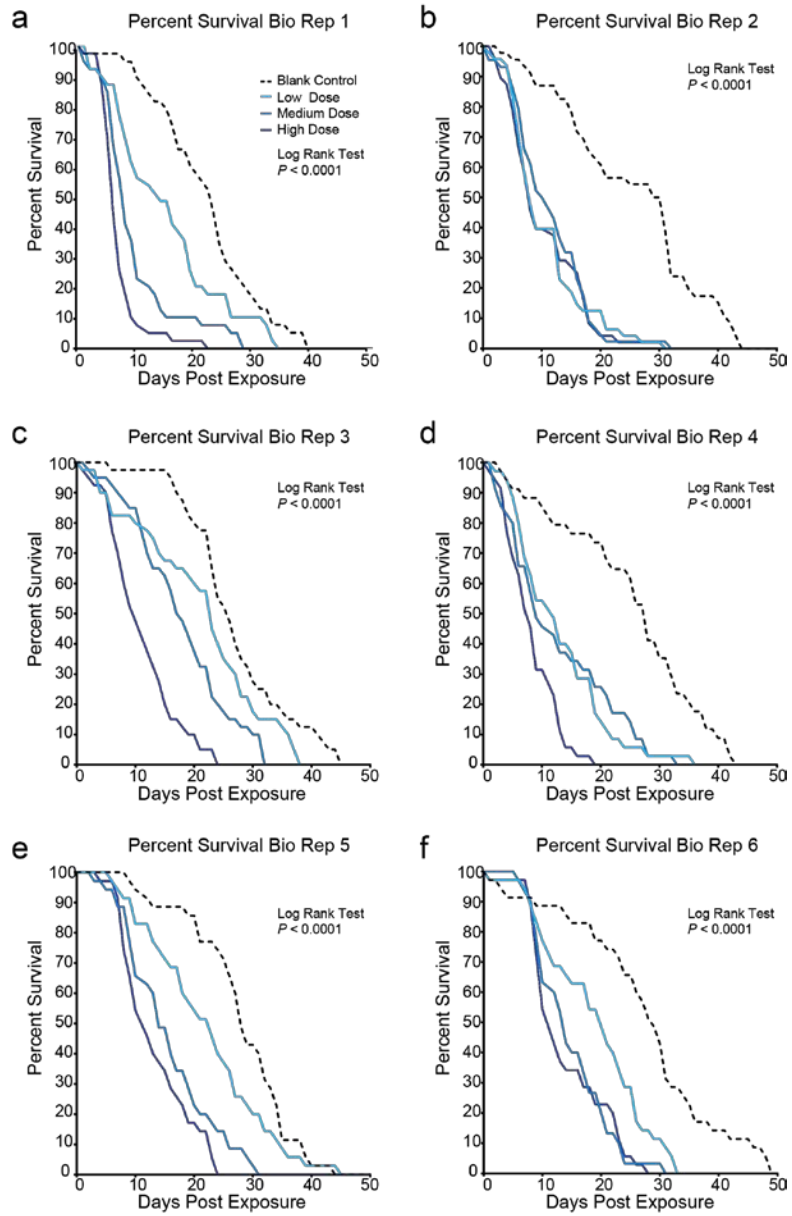 a
Percent Survival Bio Rep 1
Percent Survival
100
90
80
70
60
50
40
30
20
10
0
0 10 20 30 40 50
Days Post Exposure
Blank Control
Low Dose
Medium Dose
High Dose
Log Rank Test
P < 0.0001
b
Percent Survival Bio Rep 2
Percent Survival
100
90
80
70
60
50
40
30
20
10
0
0 10 20 30 40 50
Days Post Exposure
Log Rank Test
P < 0.0001
c
Percent Survival Bio Rep 3
Percent Survival
100
90
80
70
60
50
40
30
20
10
0
0 10 20 30 40 50
Days Post Exposure
Log Rank Test
P < 0.0001
d
Percent Survival Bio Rep 4
Percent Survival
100
90
80
70
60
50
40
30
20
10
0
0 10 20 30 40 50
Days Post Exposure
Log Rank Test
P < 0.0001
e
Percent Survival Bio Rep 5
Percent Survival
100
90
80
70
60
50
40
30
20
10
0
0 10 20 30 40 50
Days Post Exposure
Log Rank Test
P < 0.0001
f
Percent Survival Bio Rep 6
Percent Survival
100
90
80
70
60
50
40
30
20
10
0
0 10 20 30 40 50
Days Post Exposure
Log Rank Test
P < 0.0001